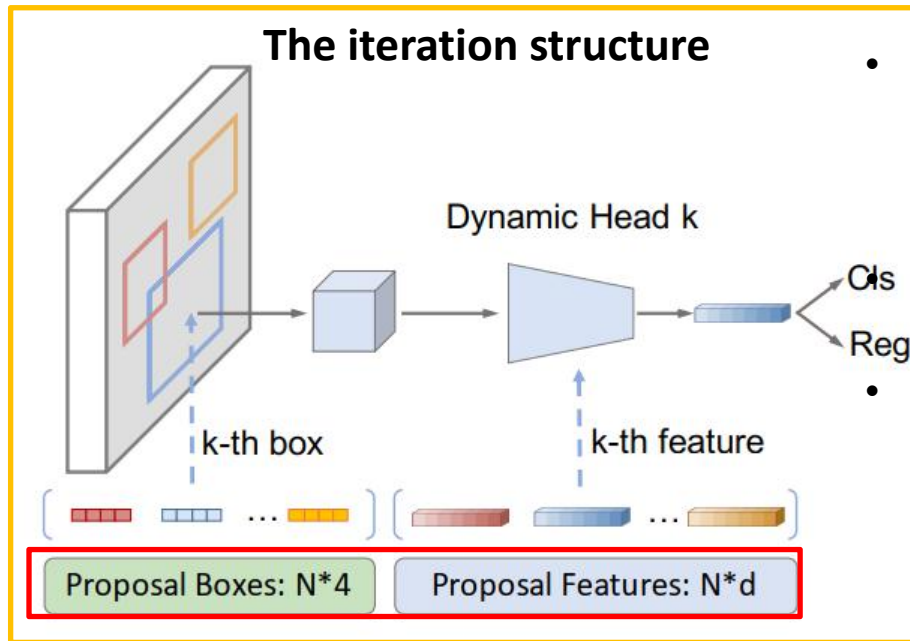 The iteration structure
Dynamic Head k
Cls
Reg
k-th box
k-th feature
...
...
Proposal Boxes: N*4
Proposal Features: N*d